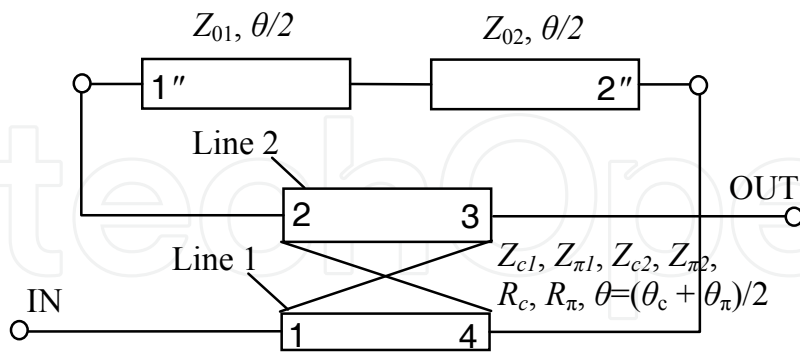 Z01, θ/2 Z02, θ/2
1″ 2″
Line 2
OUT
2 3
Line 1
Zc1, Zπ1, Zc2, Zπ2,
Rc, Rπ, θ=(θc + θπ)/2
IN
1 4